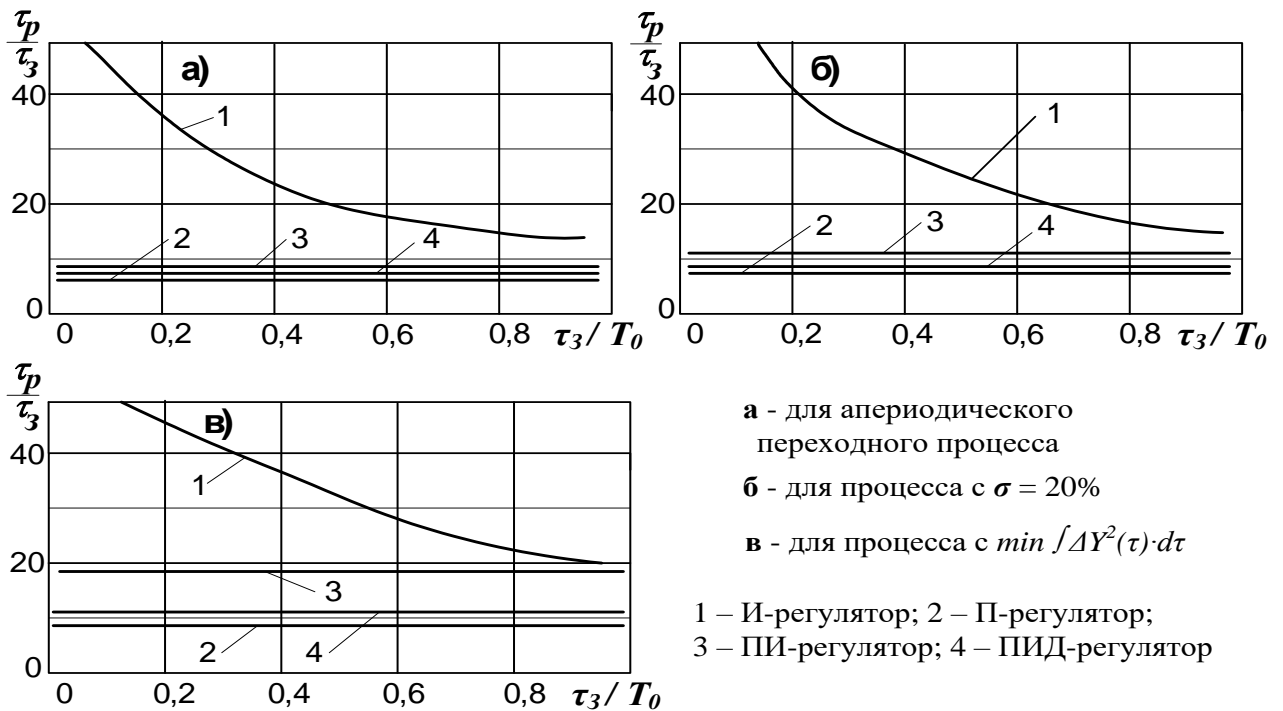 τр/τз
а)
40
20
0
1
2
3
4
0 0,2 0,4 0,6 0,8 τз / T0
τр/τз
б)
40
20
0
1
2
3
4
0 0,2 0,4 0,6 0,8 τз / T0
τр/τз
в)
40
20
0
1
3
2
4
0 0,2 0,4 0,6 0,8 τз / T0
а - для апериодического
переходного процесса
б - для процесса с σ = 20%
в - для процесса с min ∫ΔY²(τ)·dτ
1 – И-регулятор; 2 – П-регулятор;
3 – ПИ-регулятор; 4 – ПИД-регулятор